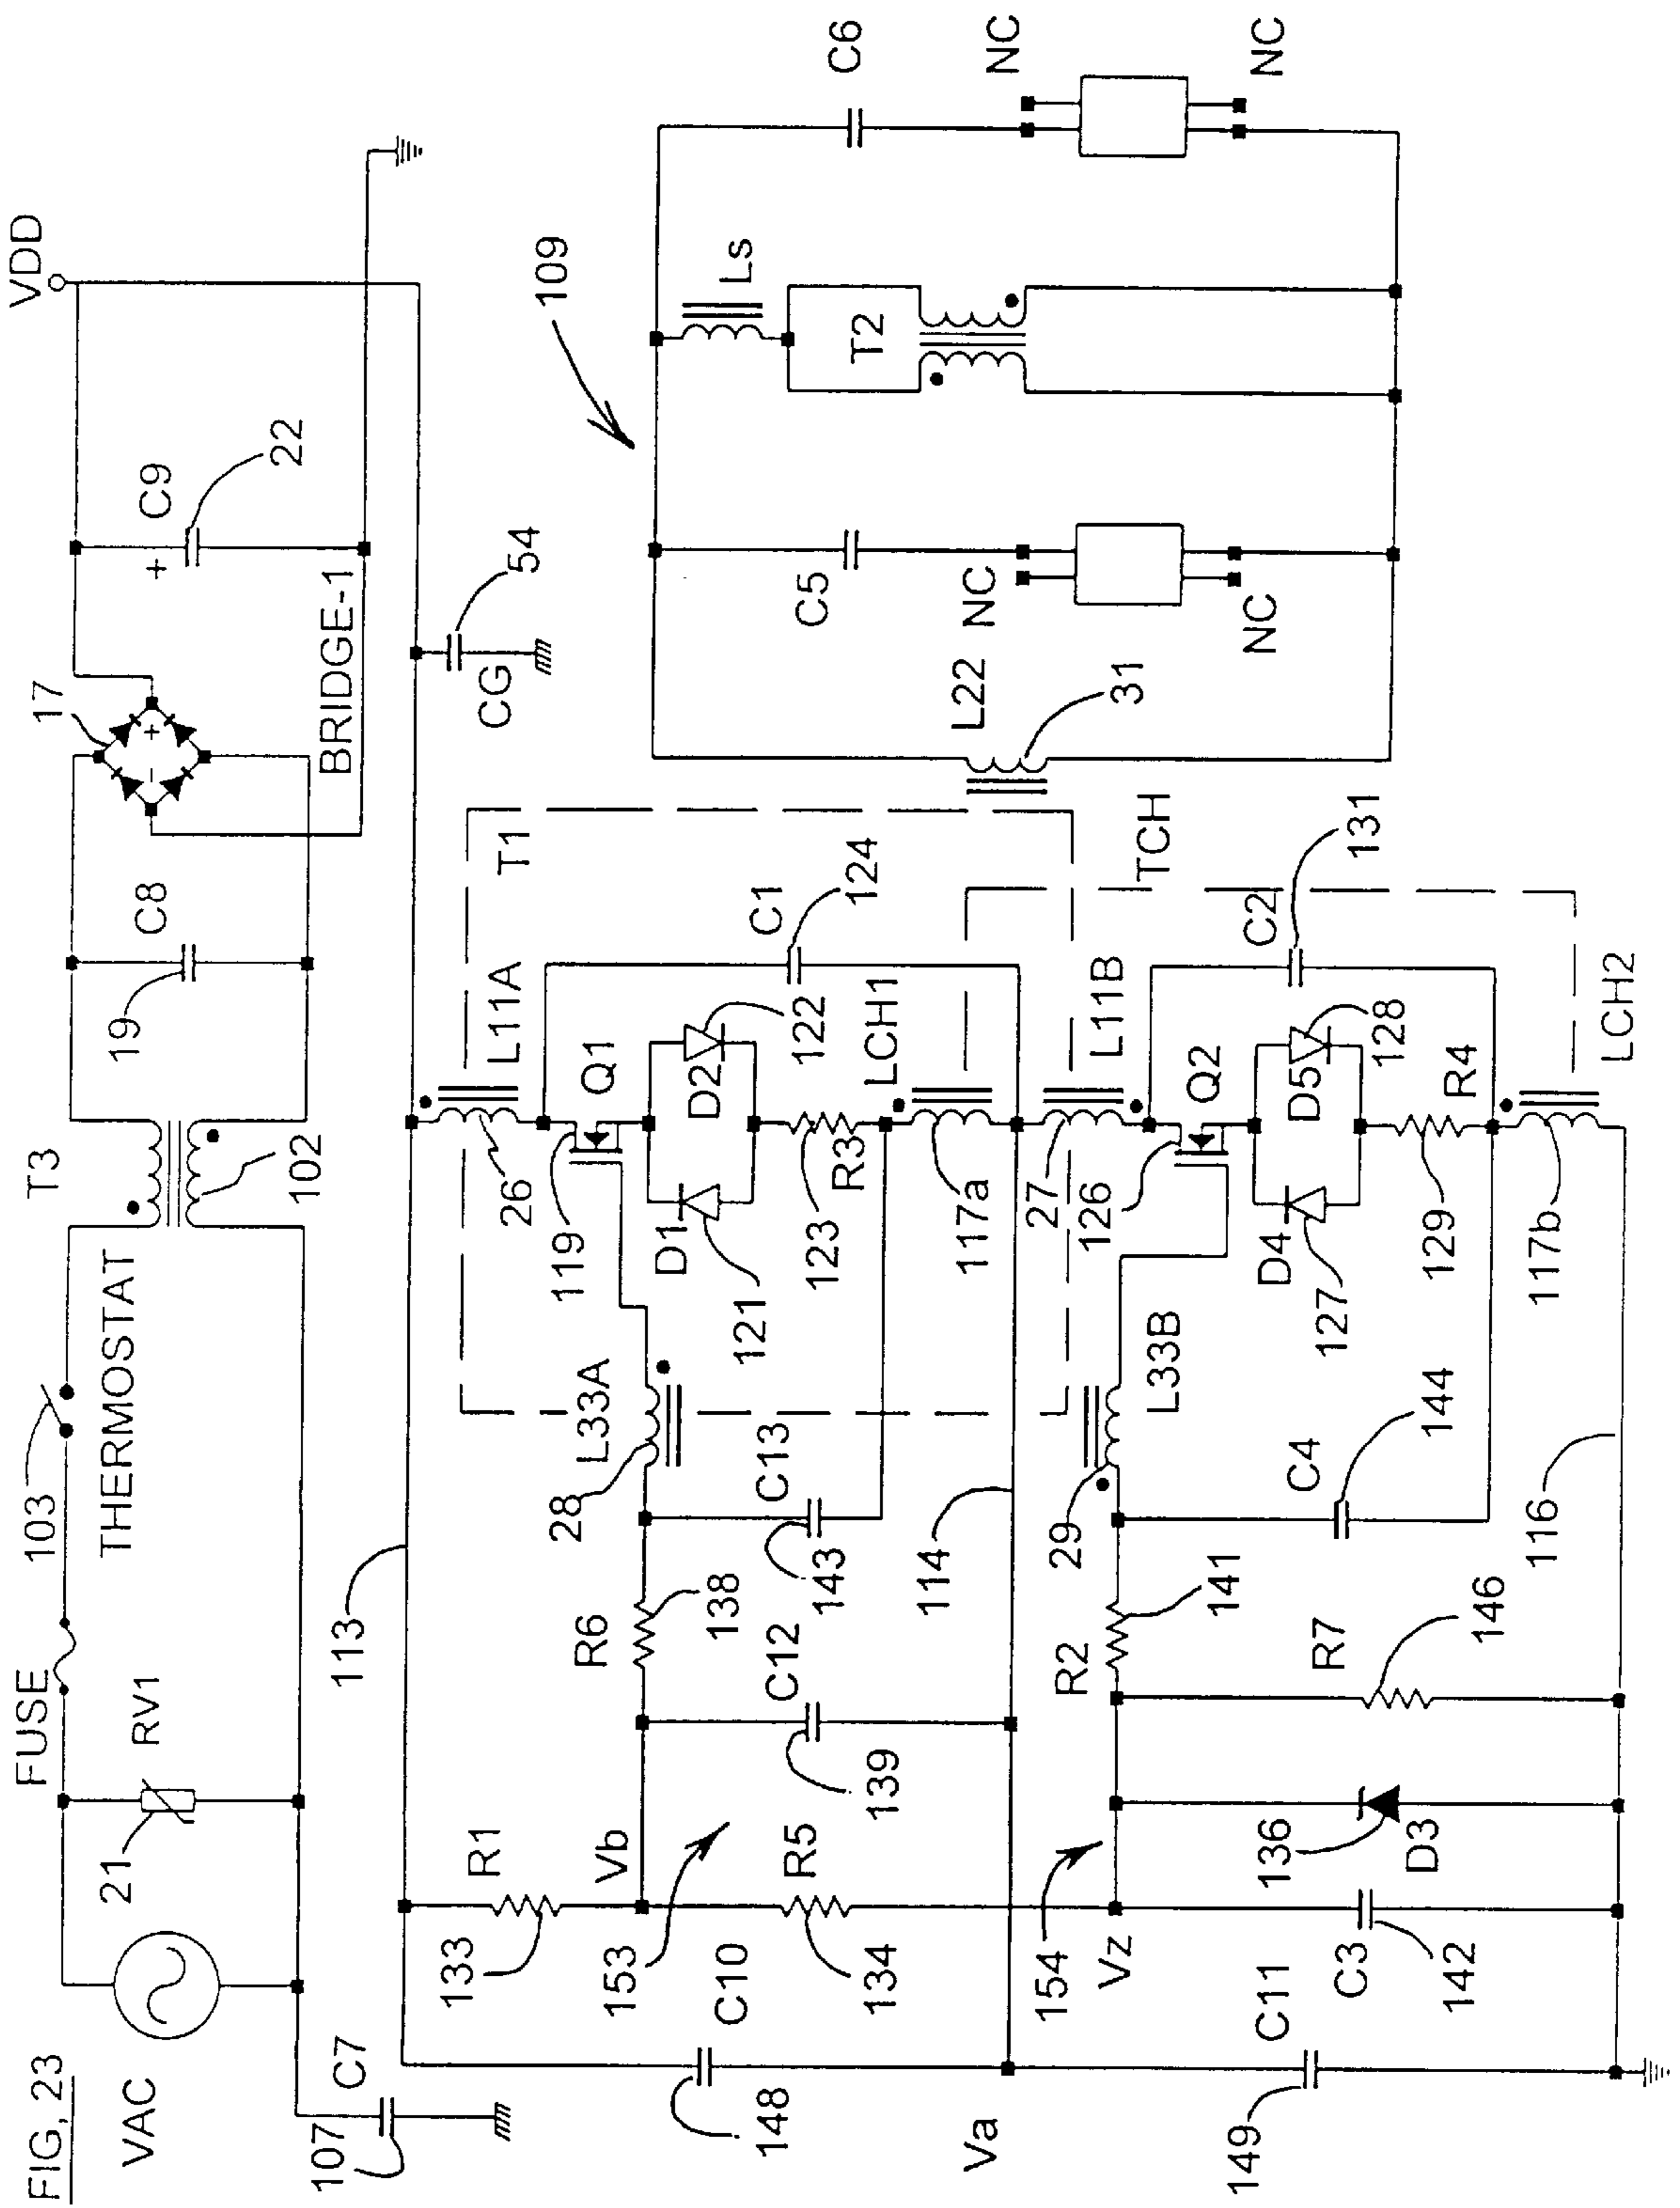 FIG, 23
VAC
FUSE
RV1
21
103
THERMOSTAT
T3
102
C8
19
17
BRIDGE-1
+
−
+
C9
22
VDD
C7
107
113
CG
54
109
148
C10
133
R1
Vb
153
R5
134
139
C12
R6
138
143
C13
28
L33A
119
26
L11A
T1
Q1
D1
121
D2
122
C1
124
123
R3
LCH1
117a
114
Va
149
C11
154
Vz
C3
142
136
D3
R2
141
R7
146
29
L33B
C4
144
116
27
126
L11B
TCH
Q2
D4
127
D5
128
C2
131
129
R4
117b
LCH2
L22
31
C5
NC
NC
T2
Ls
C6
NC
NC